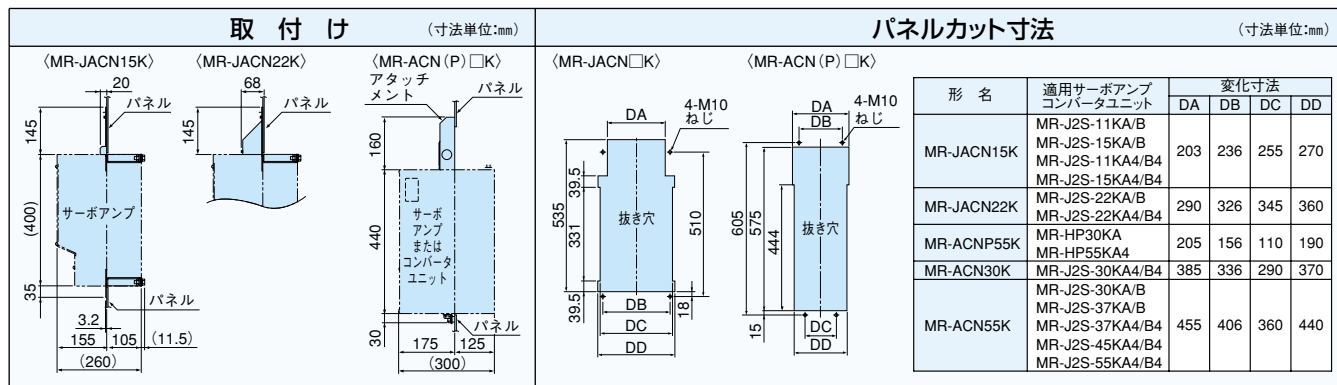 取 付 け
(寸法単位:mm)
〈MR-JACN15K〉
20
パネル
145
(400)
サーボアンプ
35
パネル
3.2
155
105
(11.5)
(260)
〈MR-JACN22K〉
68
パネル
145
〈MR-ACN(P)□K〉
アタッチ
メント
パネル
160
440
サーボ
アンプ
または
コンバータ
ユニット
30
パネル
175
125
(300)
パネルカット寸法
(寸法単位:mm)
〈MR-JACN□K〉
DA
4-M10
ねじ
535
39.5
331
39.5
抜き穴
510
18
DB
DC
DD
〈MR-ACN(P)□K〉
DA
DB
4-M10
ねじ
605
575
444
抜き穴
15
DC
DD
形 名 適用サーボアンプ コンバータユニット 変化寸法
DA DB DC DD
MR-JACN15K MR-J2S-11KA/B 203 236 255 270
MR-J2S-15KA/B
MR-J2S-11KA4/B4
MR-J2S-15KA4/B4
MR-JACN22K MR-J2S-22KA/B 290 326 345 360
MR-J2S-22KA4/B4
MR-ACNP55K MR-HP30KA 205 156 110 190
MR-HP55KA4
MR-ACN30K MR-J2S-30KA4/B4 385 336 290 370
MR-ACN55K MR-J2S-30KA/B 455 406 360 440
MR-J2S-37KA/B
MR-J2S-37KA4/B4
MR-J2S-45KA4/B4
MR-J2S-55KA4/B4